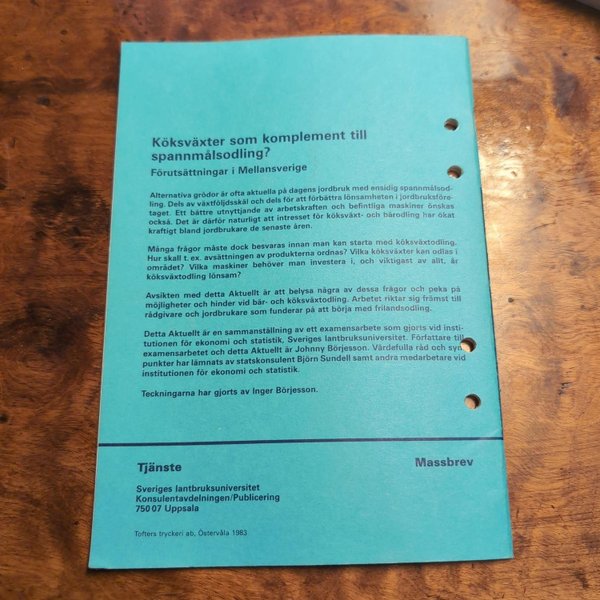 Köksväxter som komplement till
spannmålsodling?
Förutsättningar i Mellansverige
Alternativa grödor är ofta aktuella på dagens jordbruk med ensidig spannmålsod-
ling. Dels av växtföljdsskäl och dels för att förbättra lönsamheten i jordbruksföre-
taget. Ett bättre utnyttjande av arbetskraften och befintliga maskiner önskas
också. Det är därför naturligt att intresset för köksväxt- och bärodling har ökat
kraftigt bland jordbrukare de senaste åren.
Många frågor måste dock besvaras innan man kan starta med köksväxtodling.
Hur skall t. ex. avsättningen av produkterna ordnas? Vilka köksväxter kan odlas i
området? Vilka maskiner behöver man investera i, och viktigast av allt, är
köksväxtodling lönsam?
Avsikten med detta Aktuellt är att belysa några av dessa frågor och peka på
möjligheter och hinder vid bär- och köksväxtodling. Arbetet riktar sig främst till
rådgivare och jordbrukare som funderar på att börja med frilandsodling.
Detta Aktuellt är en sammanställning av ett examensarbete som gjorts vid insti-
tutionen för ekonomi och statistik, Sveriges lantbruksuniversitet. Författare till
examensarbetet och detta Aktuellt är Johnny Börjesson. Värdefulla råd och syn-
punkter har lämnats av statskonsulent Björn Sundell samt andra medarbetare vid
institutionen för ekonomi och statistik.
Teckningarna har gjorts av Inger Börjesson.
Tjänste
Massbrev
Sveriges lantbruksuniversitet
Konsulentavdelningen/Publicering
750 07 Uppsala
Tofters tryckeri ab, Östervåla 1983